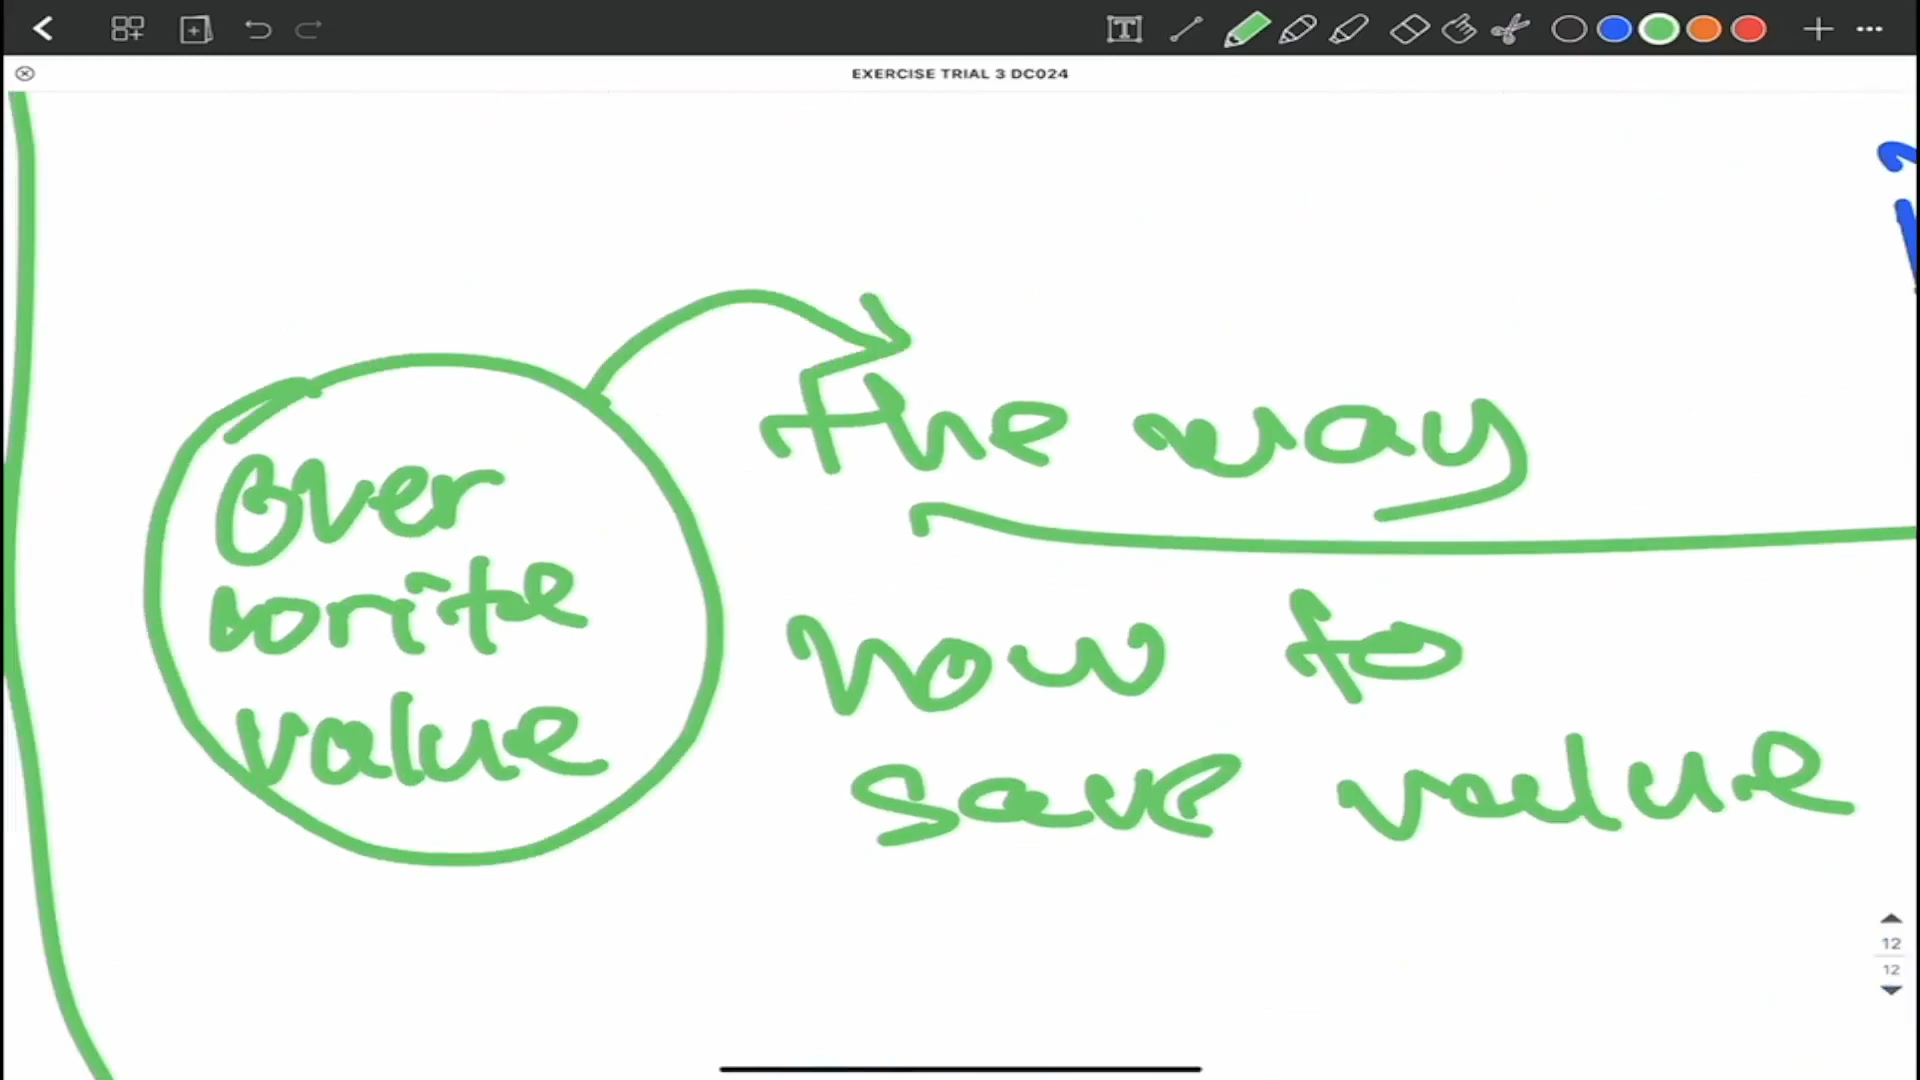 EXERCISE TRIAL 3 DC024
the way
Over
write
value
how to
save value
12
12